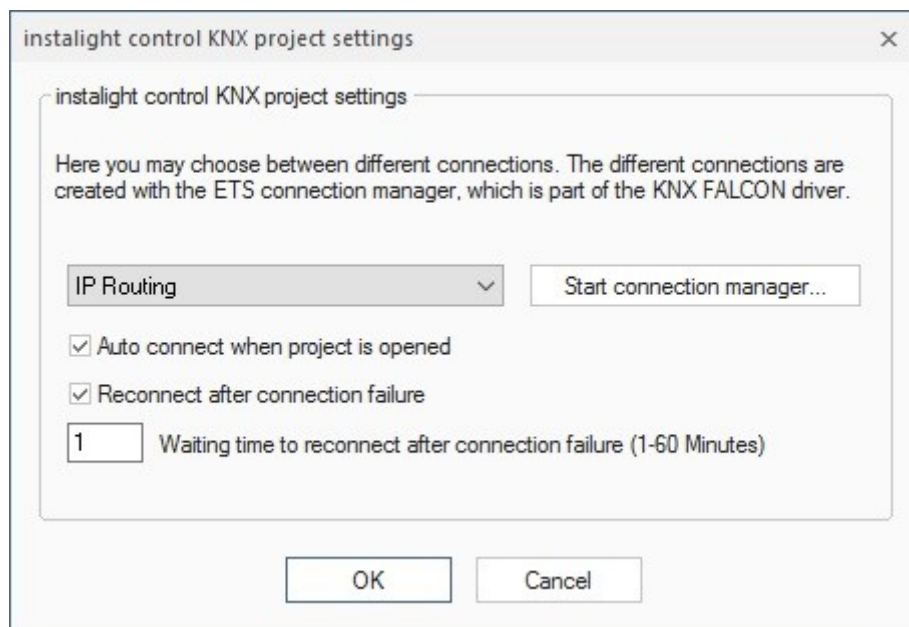 instalight control KNX project settings
instalight control KNX project settings
Here you may choose between different connections. The different connections are
created with the ETS connection manager, which is part of the KNX FALCON driver.
IP Routing
Start connection manager...
Auto connect when project is opened
Reconnect after connection failure
1 Waiting time to reconnect after connection failure (1-60 Minutes)
OK
Cancel